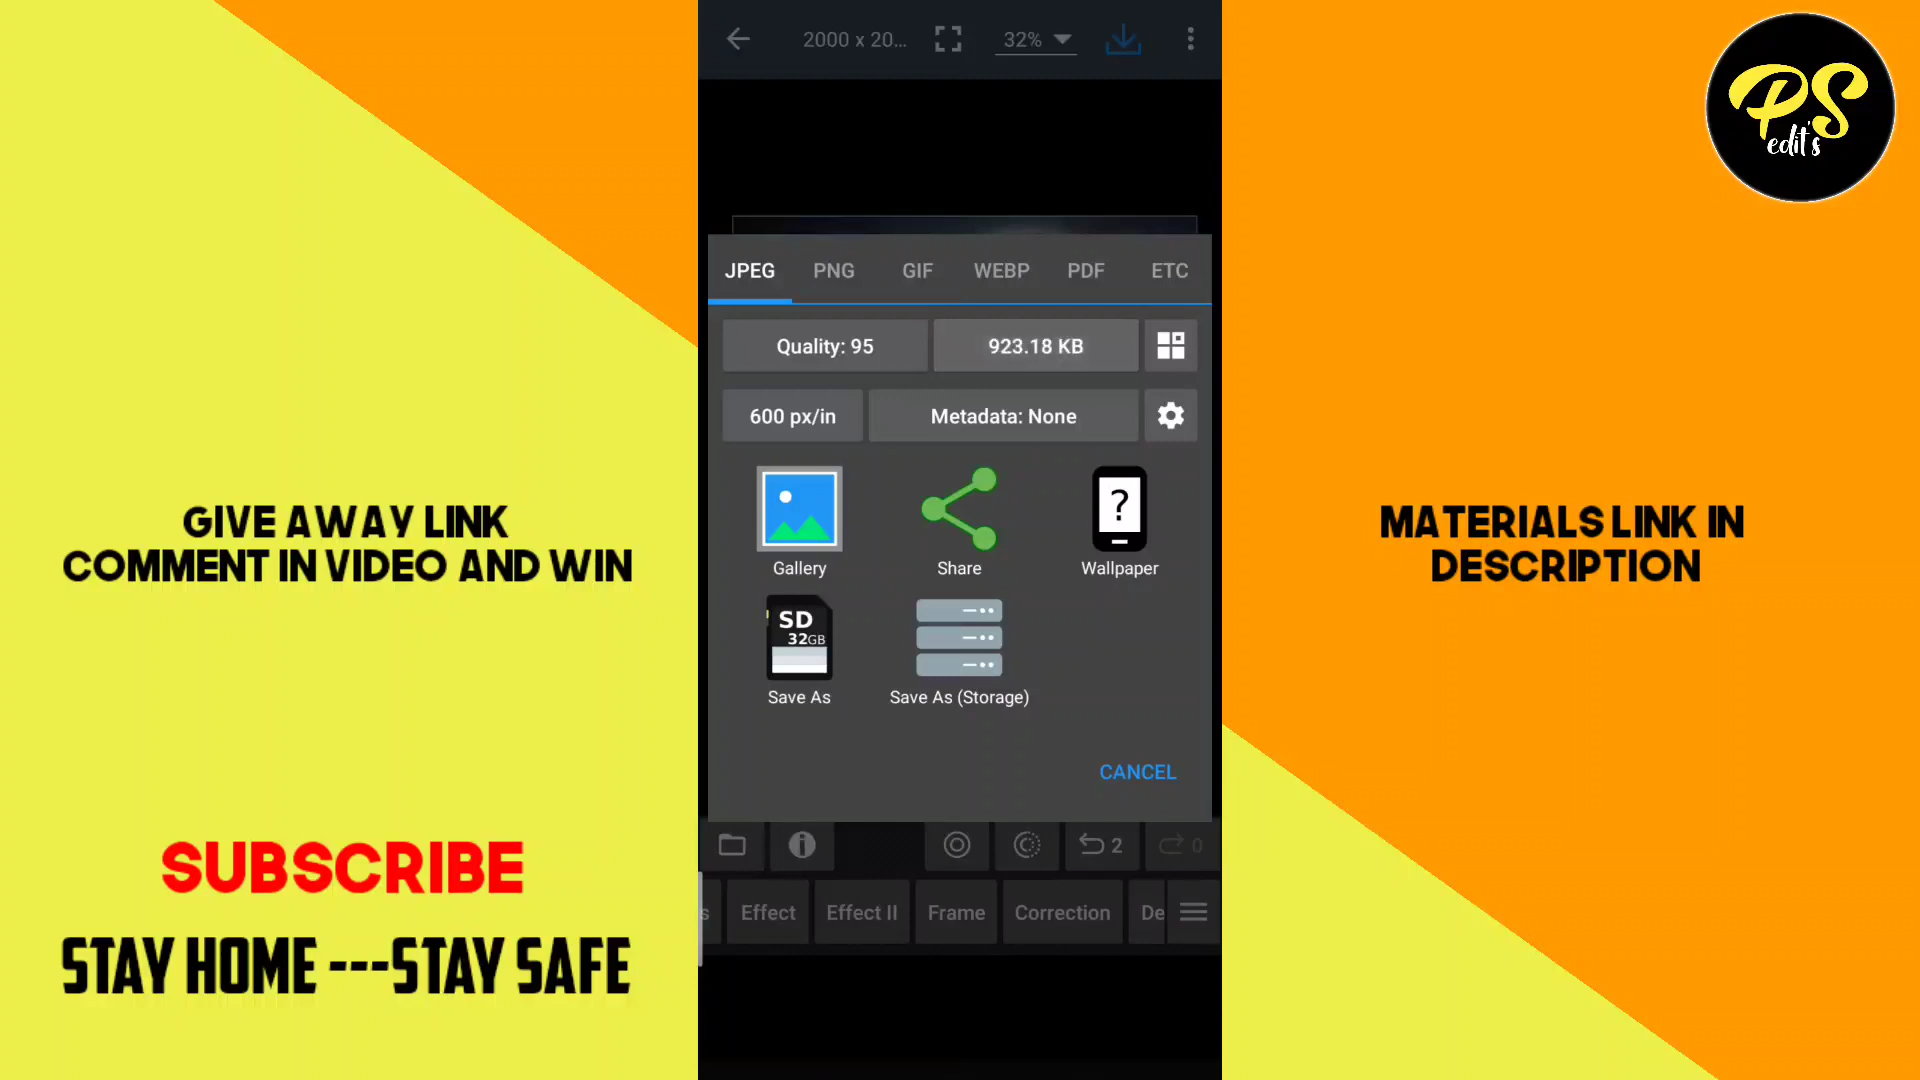 2000 x 20...
32%
PS
edit's
JPEG PNG GIF WEBP PDF ETC
Quality: 95
923.18 KB
600 px/in
Metadata: None
?
Gallery
Share
Wallpaper
SD
32GB
Save As
Save As (Storage)
CANCEL
2
0
s
Effect
Effect II
Frame
Correction
De
GIVE AWAY LINK
COMMENT IN VIDEO AND WIN
SUBSCRIBE
STAY HOME ---STAY SAFE
MATERIALS LINK IN
DESCRIPTION